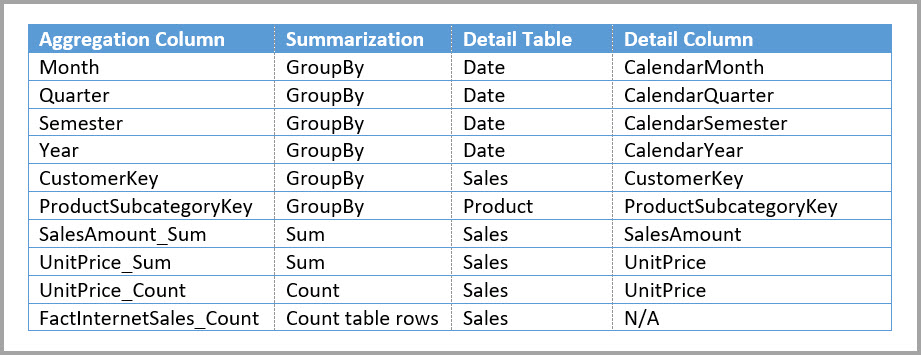 Aggregation Column Summarization Detail Table Detail Column
Month GroupBy Date CalendarMonth
Quarter GroupBy Date CalendarQuarter
Semester GroupBy Date CalendarSemester
Year GroupBy Date CalendarYear
CustomerKey GroupBy Sales CustomerKey
ProductSubcategoryKey GroupBy Product ProductSubcategoryKey
SalesAmount_Sum Sum Sales SalesAmount
UnitPrice_Sum Sum Sales UnitPrice
UnitPrice_Count Count Sales UnitPrice
FactInternetSales_Count Count table rows Sales N/A